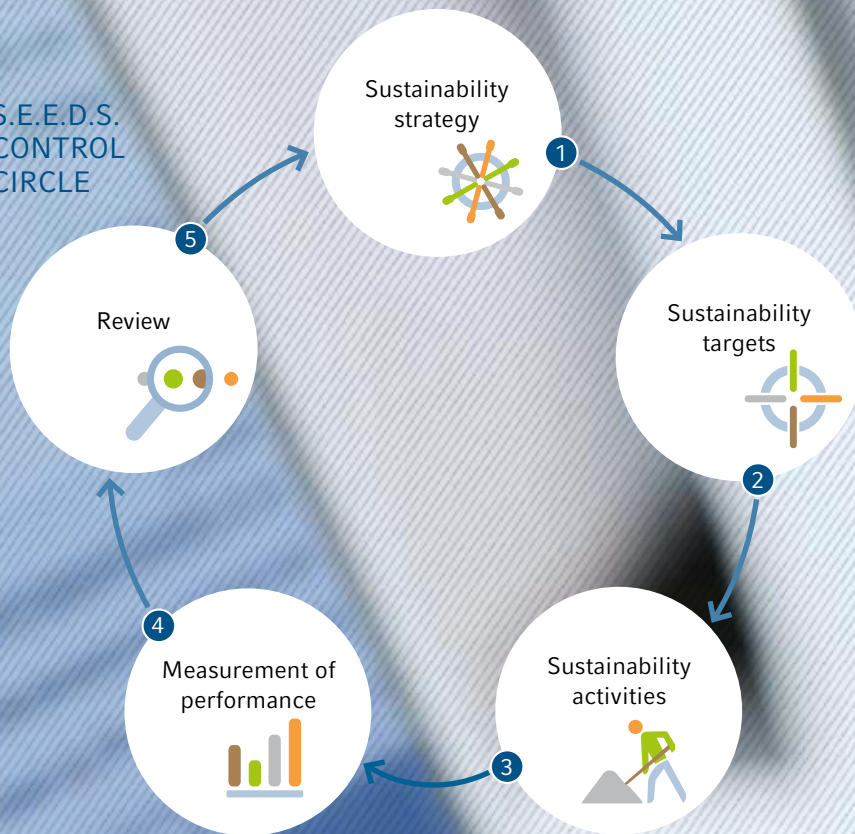 S.E.E.D.S.
CONTROL
CIRCLE
Sustainability
strategy
1
Sustainability
targets
2
Sustainability
activities
3
Measurement of
performance
4
Review
5